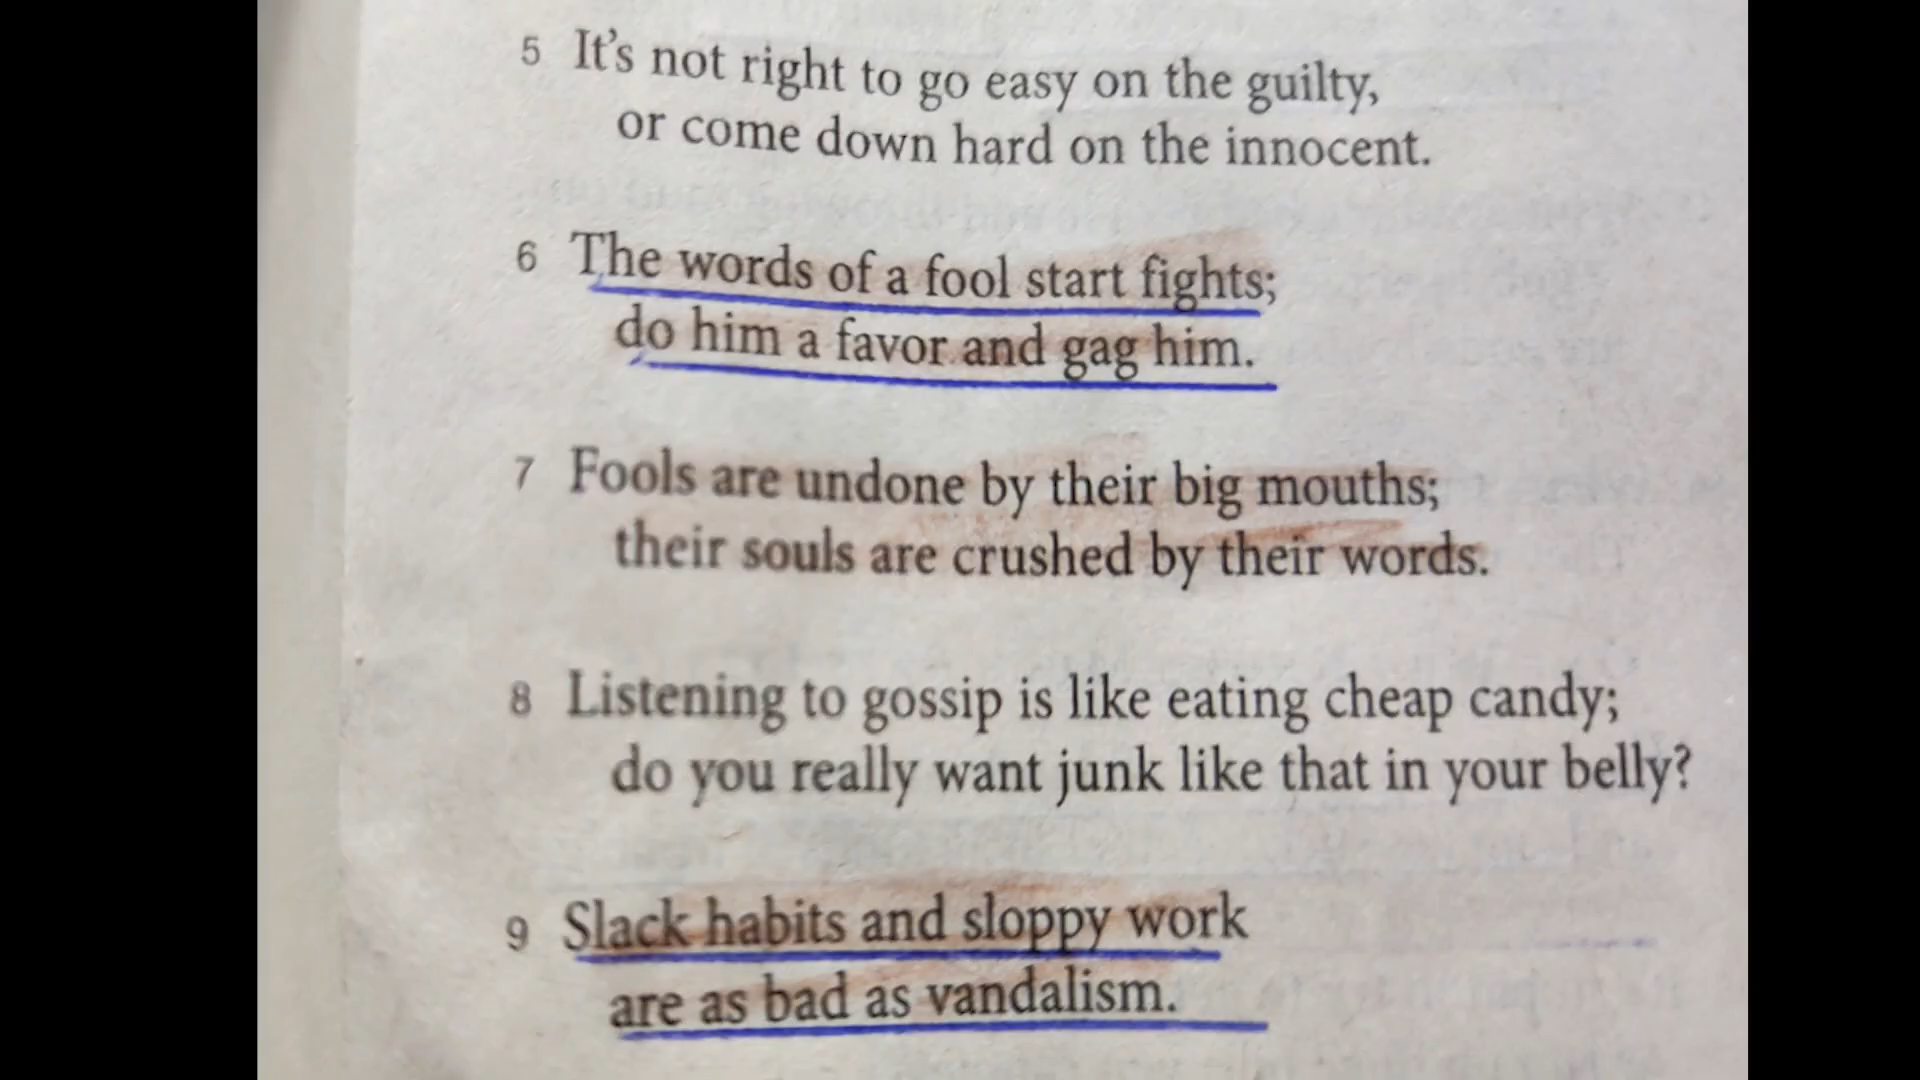 5 It's not right to go easy on the guilty,
or come down hard on the innocent.
6 The words of a fool start fights;
do him a favor and gag him.
7 Fools are undone by their big mouths;
their souls are crushed by their words.
8 Listening to gossip is like eating cheap candy;
do you really want junk like that in your belly?
9 Slack habits and sloppy work
are as bad as vandalism.